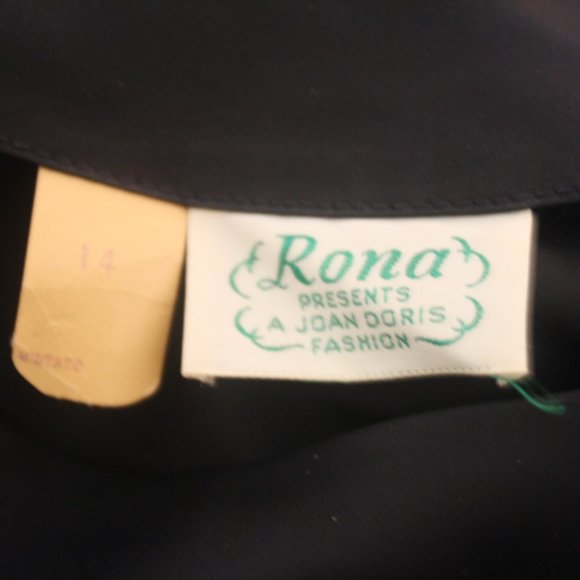 14
Rona
PRESENTS
A JOAN DORIS
FASHION